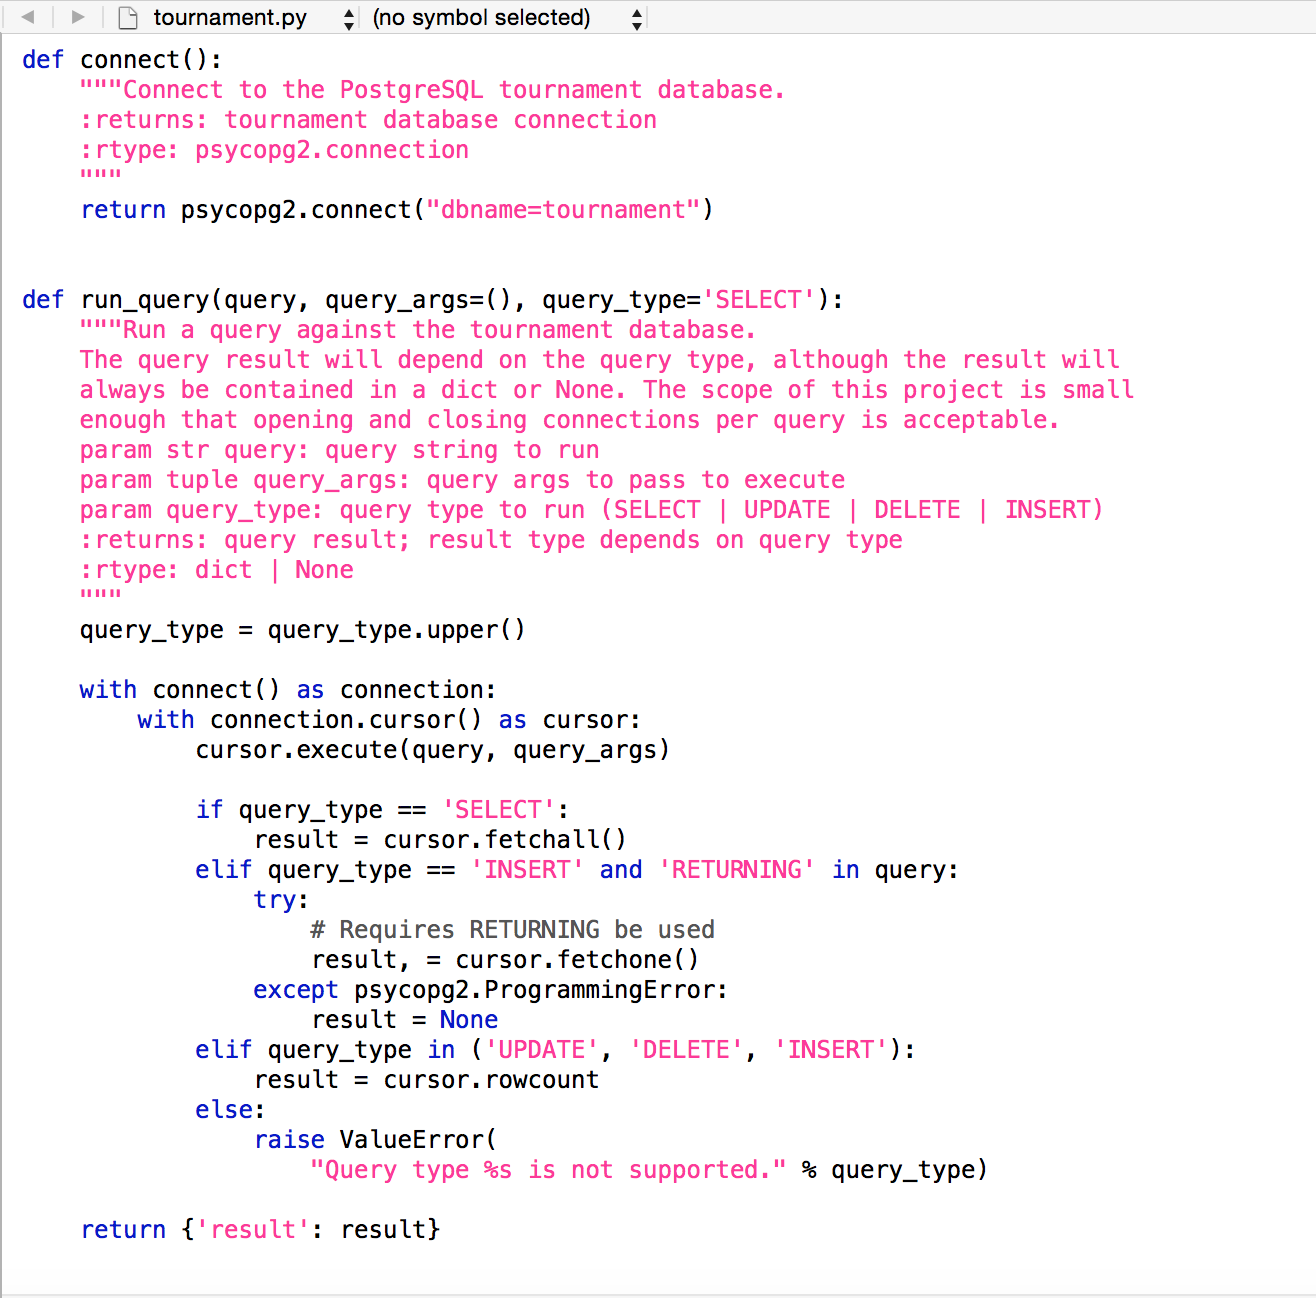 tournament.py (no symbol selected)
def connect():
    """Connect to the PostgreSQL tournament database.
    :returns: tournament database connection
    :rtype: psycopg2.connection
    """
    return psycopg2.connect("dbname=tournament")
def run_query(query, query_args=(), query_type='SELECT'):
    """Run a query against the tournament database.
    The query result will depend on the query type, although the result will
    always be contained in a dict or None. The scope of this project is small
    enough that opening and closing connections per query is acceptable.
    param str query: query string to run
    param tuple query_args: query args to pass to execute
    param query_type: query type to run (SELECT | UPDATE | DELETE | INSERT)
    :returns: query result; result type depends on query type
    :rtype: dict | None
    """
    query_type = query_type.upper()
    with connect() as connection:
        with connection.cursor() as cursor:
            cursor.execute(query, query_args)
            if query_type == 'SELECT':
                result = cursor.fetchall()
            elif query_type == 'INSERT' and 'RETURNING' in query:
                try:
                    # Requires RETURNING be used
                    result, = cursor.fetchone()
                except psycopg2.ProgrammingError:
                    result = None
            elif query_type in ('UPDATE', 'DELETE', 'INSERT'):
                result = cursor.rowcount
            else:
                raise ValueError(
                    "Query type %s is not supported." % query_type)
    return {'result': result}